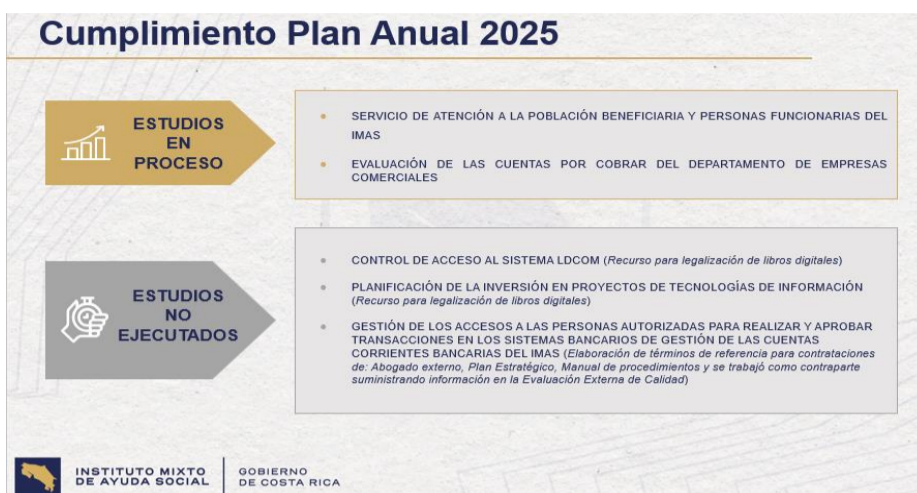 Cumplimiento Plan Anual 2025
ESTUDIOS
EN
PROCESO
• SERVICIO DE ATENCIÓN A LA POBLACIÓN BENEFICIARIA Y PERSONAS FUNCIONARIAS DEL
IMAS
• EVALUACIÓN DE LAS CUENTAS POR COBRAR DEL DEPARTAMENTO DE EMPRESAS
COMERCIALES
ESTUDIOS
NO
EJECUTADOS
• CONTROL DE ACCESO AL SISTEMA LDCOM (Recurso para legalización de libros digitales)
• PLANIFICACIÓN DE LA INVERSIÓN EN PROYECTOS DE TECNOLOGÍAS DE INFORMACIÓN
(Recurso para legalización de libros digitales)
• GESTIÓN DE LOS ACCESOS A LAS PERSONAS AUTORIZADAS PARA REALIZAR Y APROBAR
TRANSACCIONES EN LOS SISTEMAS BANCARIOS DE GESTIÓN DE LAS CUENTAS
CORRIENTES BANCARIAS DEL IMAS (Elaboración de términos de referencia para contrataciones
de: Abogado externo, Plan Estratégico, Manual de procedimientos y se trabajó como contraparte
suministrando información en la Evaluación Externa de Calidad)
INSTITUTO MIXTO
DE AYUDA SOCIAL
GOBIERNO
DE COSTA RICA